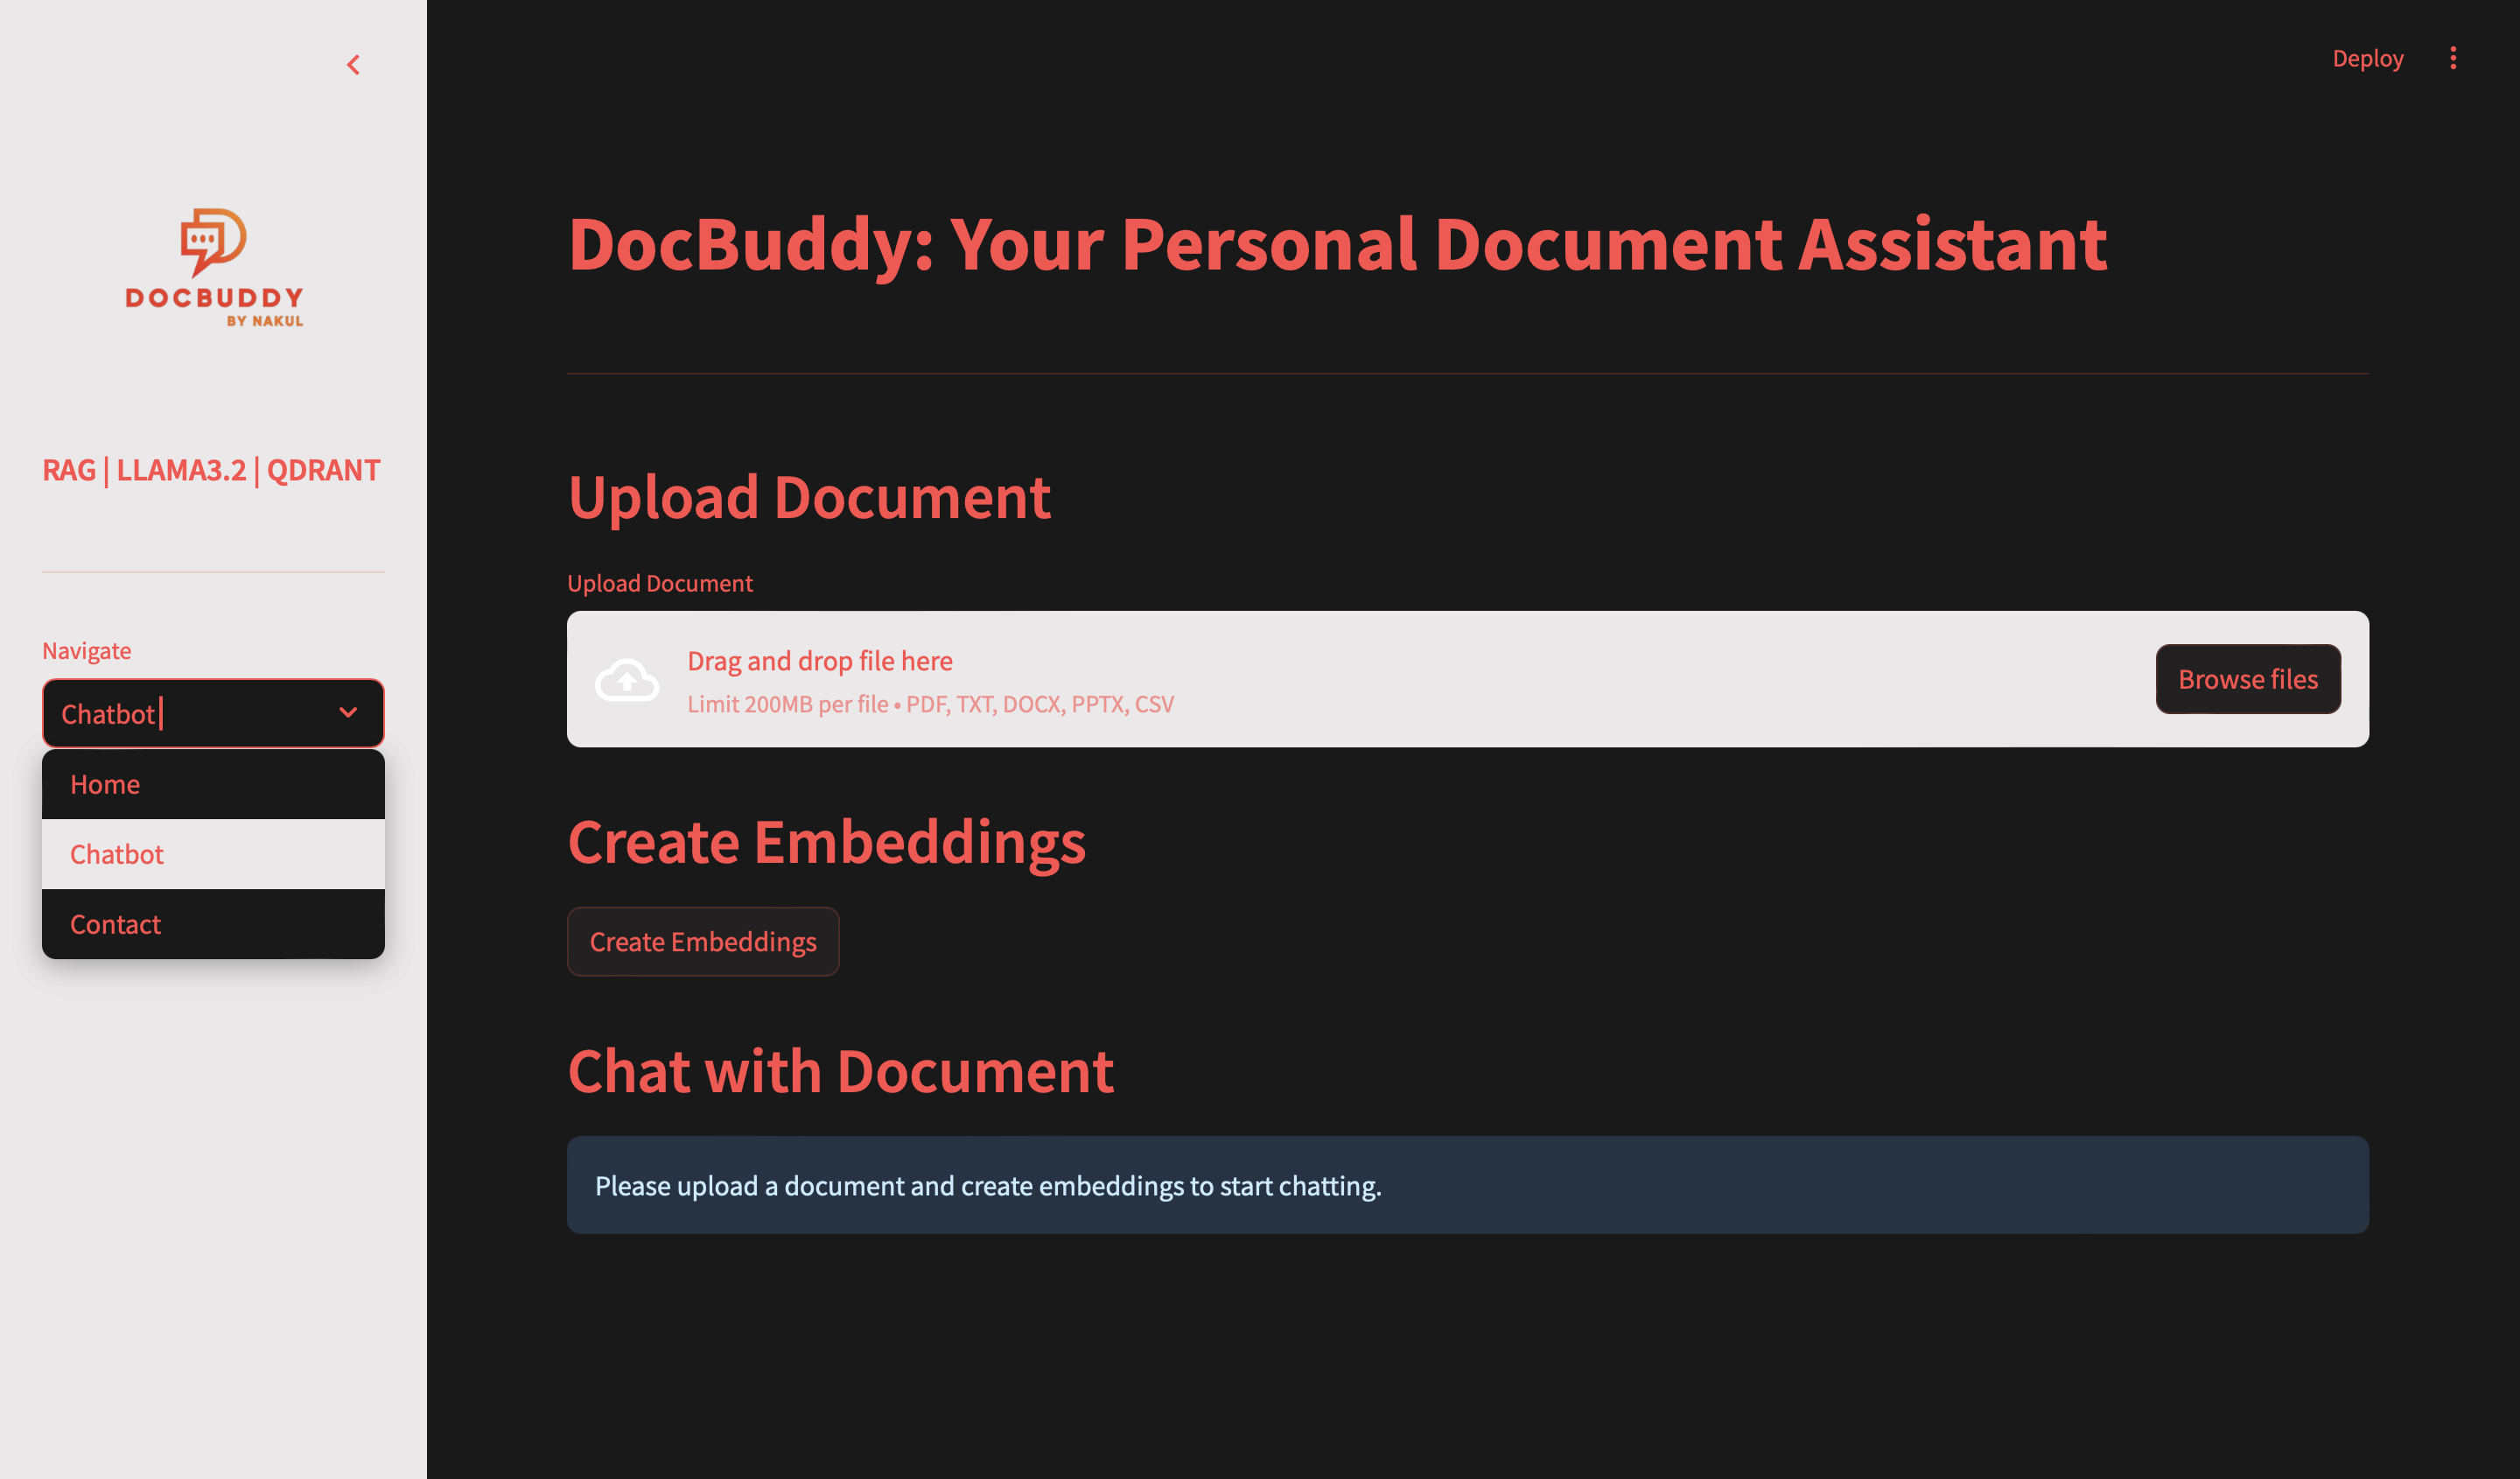 DOCBUDDY
BY NAKUL
RAG | LLAMA3.2 | QDRANT
Navigate
Chatbot
Home
Chatbot
Contact
Deploy
DocBuddy: Your Personal Document Assistant
Upload Document
Upload Document
Drag and drop file here
Limit 200MB per file • PDF, TXT, DOCX, PPTX, CSV
Browse files
Create Embeddings
Create Embeddings
Chat with Document
Please upload a document and create embeddings to start chatting.